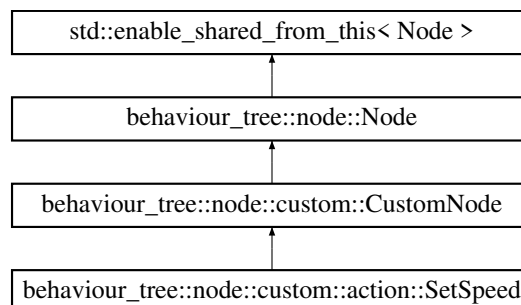 std::enable_shared_from_this< Node >
behaviour_tree::node::Node
behaviour_tree::node::custom::CustomNode
behaviour_tree::node::custom::action::SetSpeed